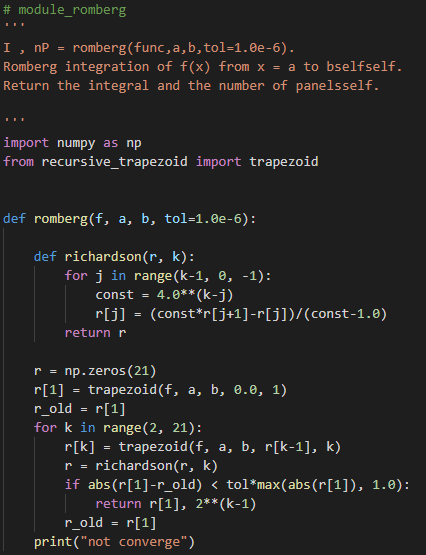 # module_romberg
'''
I , nP = romberg(func,a,b,tol=1.0e-6).
Romberg integration of f(x) from x = a to bselfself.
Return the integral and the number of panelsself.
'''
import numpy as np
from recursive_trapezoid import trapezoid
def romberg(f, a, b, tol=1.0e-6):
    def richardson(r, k):
        for j in range(k-1, 0, -1):
            const = 4.0**(k-j)
            r[j] = (const*r[j+1]-r[j])/(const-1.0)
        return r
    r = np.zeros(21)
    r[1] = trapezoid(f, a, b, 0.0, 1)
    r_old = r[1]
    for k in range(2, 21):
        r[k] = trapezoid(f, a, b, r[k-1], k)
        r = richardson(r, k)
        if abs(r[1]-r_old) < tol*max(abs(r[1]), 1.0):
            return r[1], 2**(k-1)
        r_old = r[1]
    print("not converge")